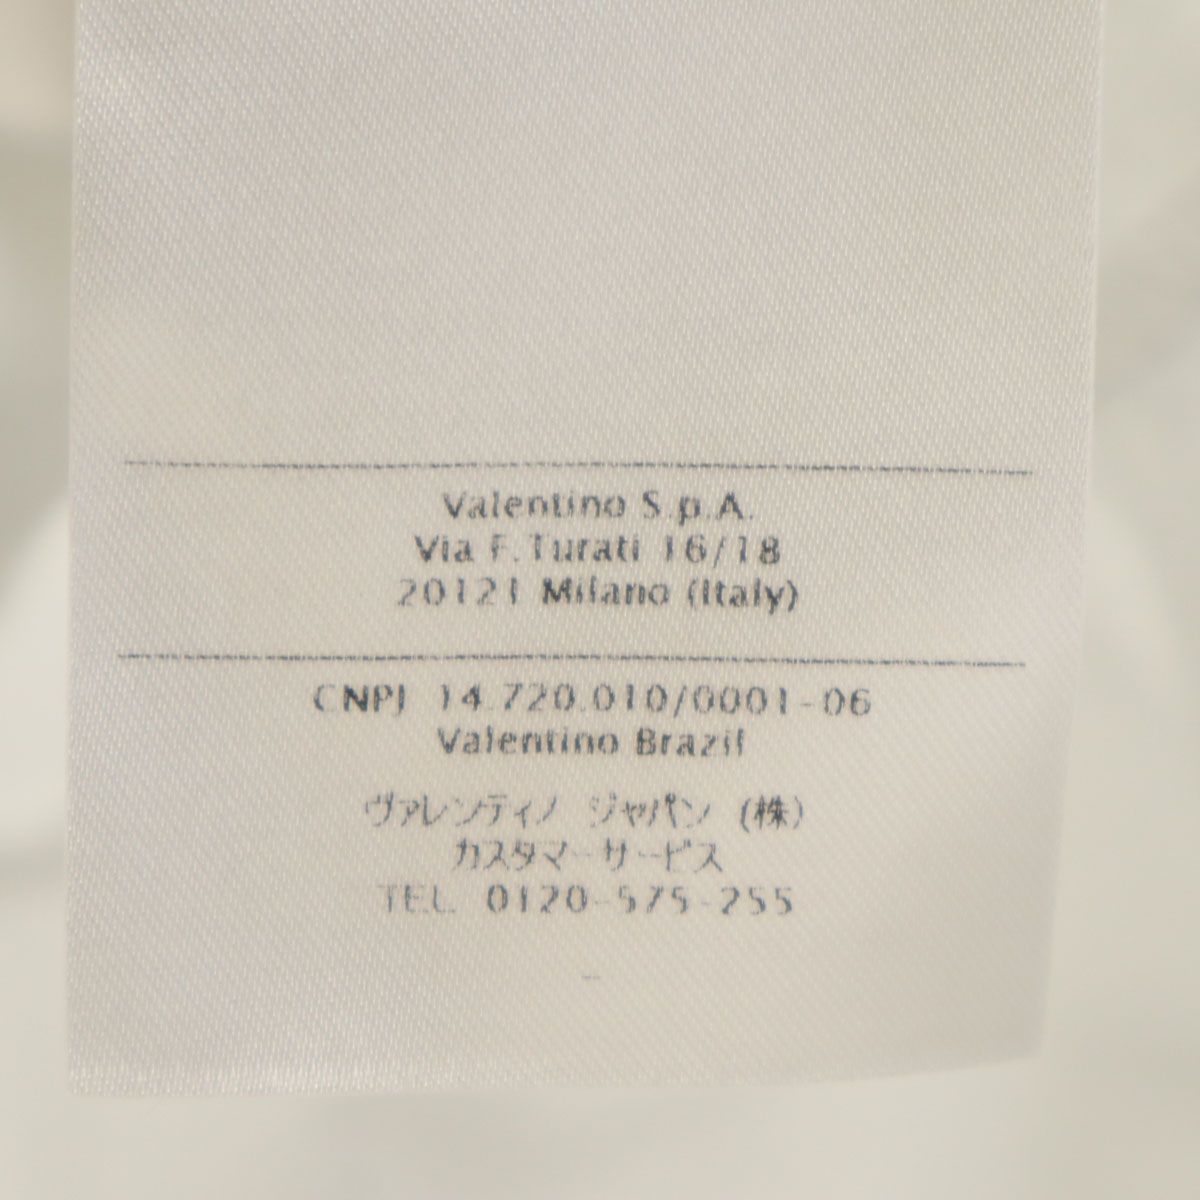 Valentino S.p.A.
Via F.Turati 16/18
20121 Milano (Italy)
CNPJ 14.720.010/0001-06
Valentino Brazil
ヴァレンティノ ジャパン (株)
カスタマーサービス
TEL 0120-575-255